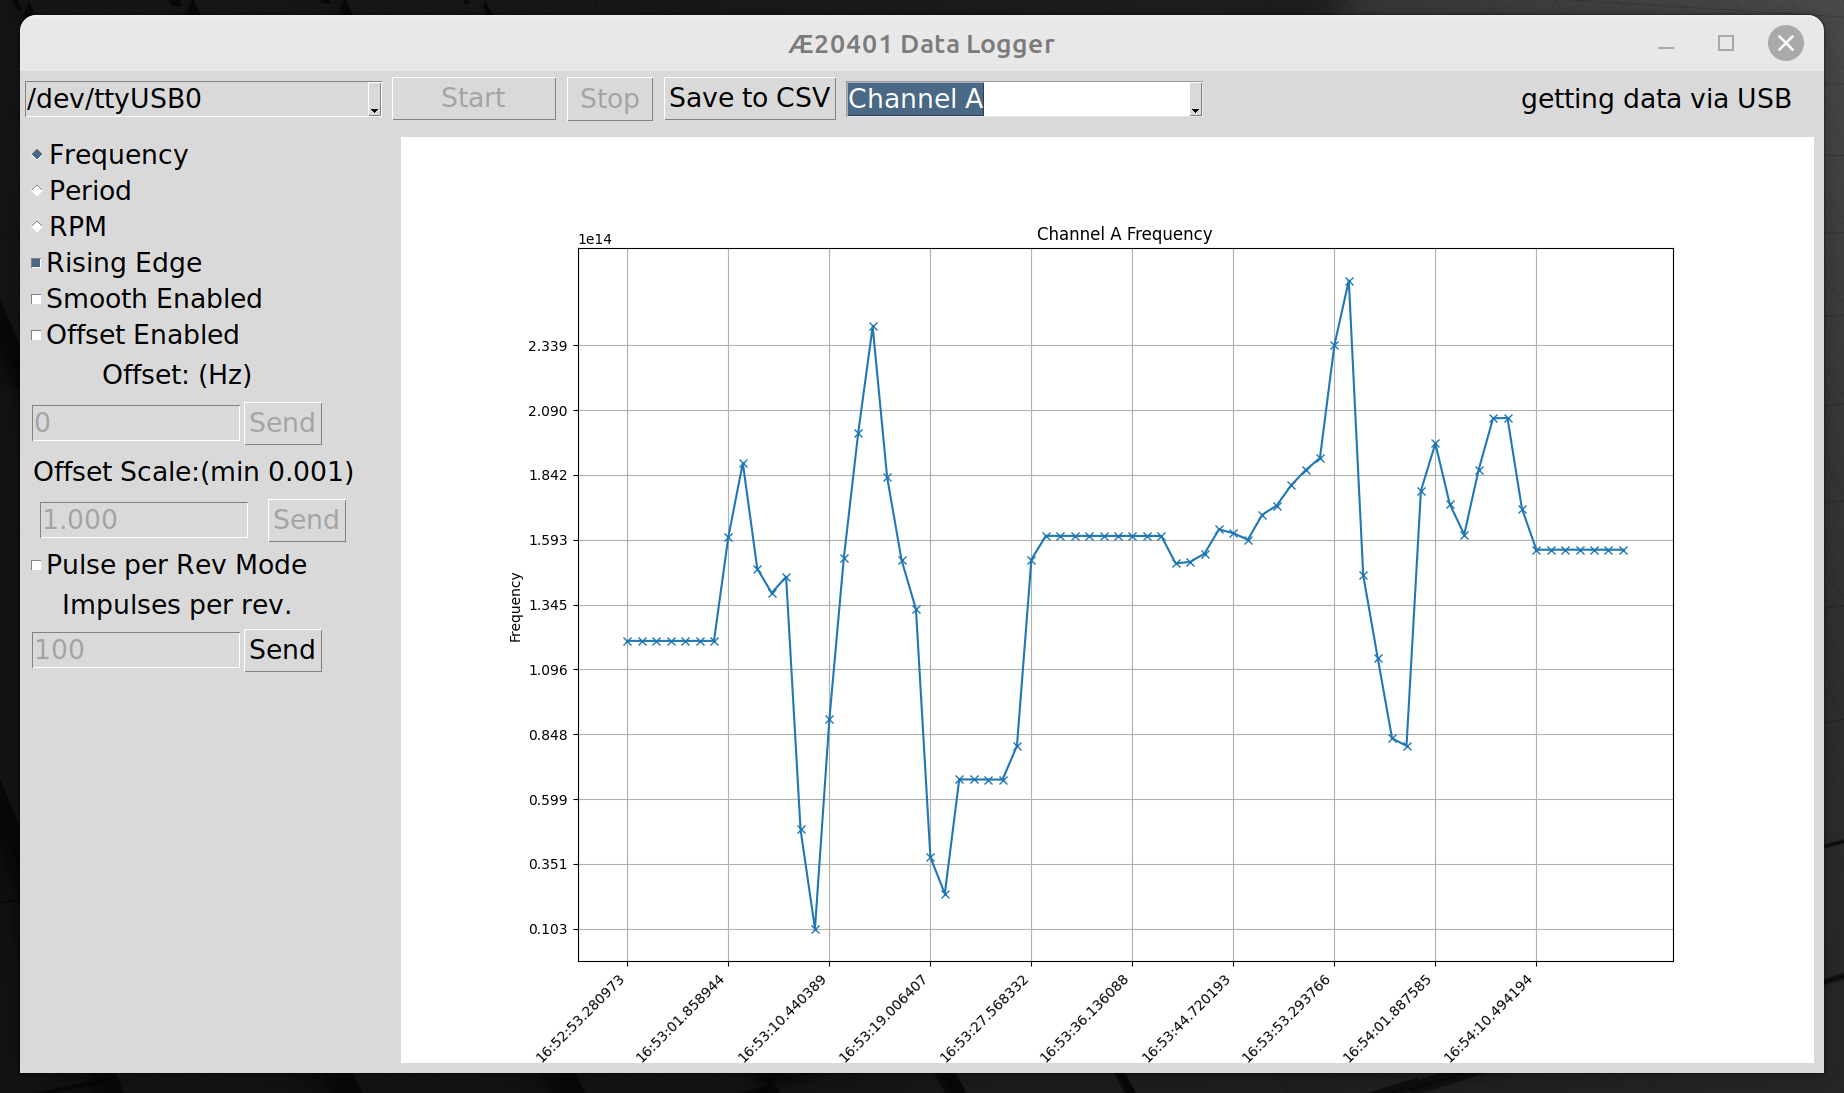 Æ20401 Data Logger
/dev/ttyUSB0
Start
Stop
Save to CSV
Channel A
getting data via USB
Frequency
Period
RPM
Rising Edge
Smooth Enabled
Offset Enabled
Offset: (Hz)
0
Send
Offset Scale:(min 0.001)
1.000
Send
Pulse per Rev Mode
Impulses per rev.
100
Send
Channel A Frequency
1e14
2.339
2.090
1.842
1.593
1.345
1.096
0.848
0.599
0.351
0.103
Frequency
16:52:53.280973
16:53:01.858944
16:53:10.440389
16:53:19.006407
16:53:27.568332
16:53:36.136088
16:53:44.720193
16:53:53.293766
16:54:01.887585
16:54:10.494194